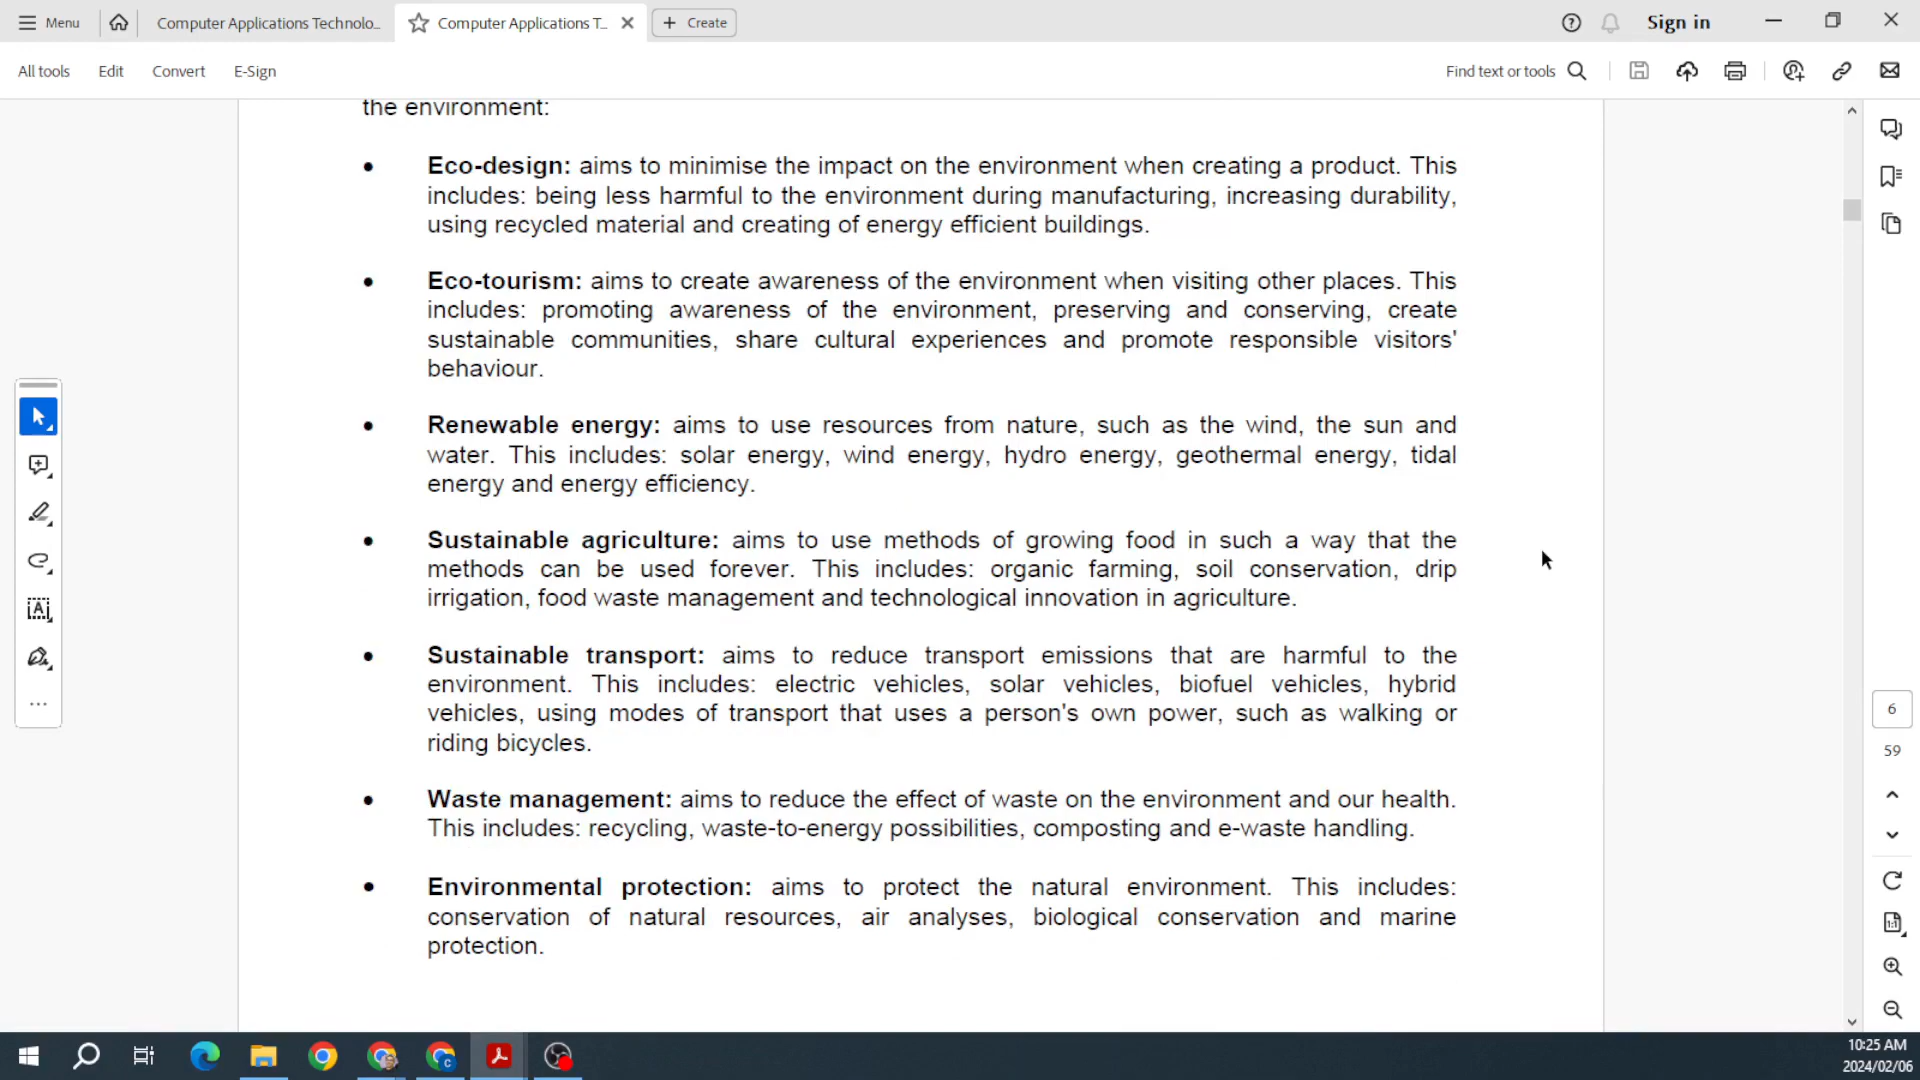 Menu
Computer Applications Technolo...
Computer Applications T...
Create
Sign in
All tools
Edit
Convert
E-Sign
Find text or tools
the environment:
• Eco-design: aims to minimise the impact on the environment when creating a product. This
includes: being less harmful to the environment during manufacturing, increasing durability,
using recycled material and creating of energy efficient buildings.
• Eco-tourism: aims to create awareness of the environment when visiting other places. This
includes: promoting awareness of the environment, preserving and conserving, create
sustainable communities, share cultural experiences and promote responsible visitors'
behaviour.
• Renewable energy: aims to use resources from nature, such as the wind, the sun and
water. This includes: solar energy, wind energy, hydro energy, geothermal energy, tidal
energy and energy efficiency.
• Sustainable agriculture: aims to use methods of growing food in such a way that the
methods can be used forever. This includes: organic farming, soil conservation, drip
irrigation, food waste management and technological innovation in agriculture.
• Sustainable transport: aims to reduce transport emissions that are harmful to the
environment. This includes: electric vehicles, solar vehicles, biofuel vehicles, hybrid
vehicles, using modes of transport that uses a person's own power, such as walking or
riding bicycles.
• Waste management: aims to reduce the effect of waste on the environment and our health.
This includes: recycling, waste-to-energy possibilities, composting and e-waste handling.
• Environmental protection: aims to protect the natural environment. This includes:
conservation of natural resources, air analyses, biological conservation and marine
protection.
6
59
10:25 AM
2024/02/06